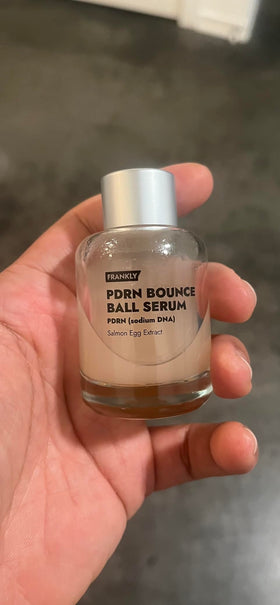 FRANKLY
PDRN BOUNCE
BALL SERUM
PDRN (sodium DNA)
Salmon Egg Extract